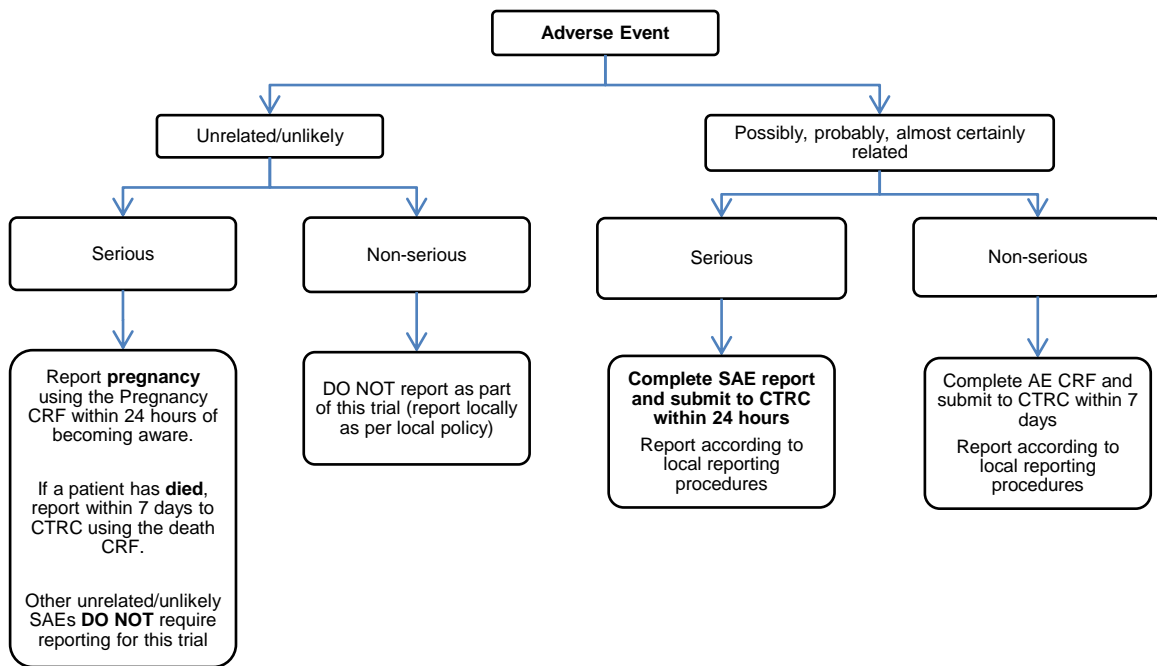 Adverse Event
Unrelated/unlikely
Possibly, probably, almost certainly
related
Serious
Non-serious
Serious
Non-serious
Report pregnancy
using the Pregnancy
CRF within 24 hours of
becoming aware.
If a patient has died,
report within 7 days to
CTRC using the death
CRF.
Other unrelated/unlikely
SAEs DO NOT require
reporting for this trial
DO NOT report as part
of this trial (report locally
as per local policy)
Complete SAE report
and submit to CTRC
within 24 hours
Report according to
local reporting
procedures
Complete AE CRF and
submit to CTRC within 7
days
Report according to
local reporting
procedures